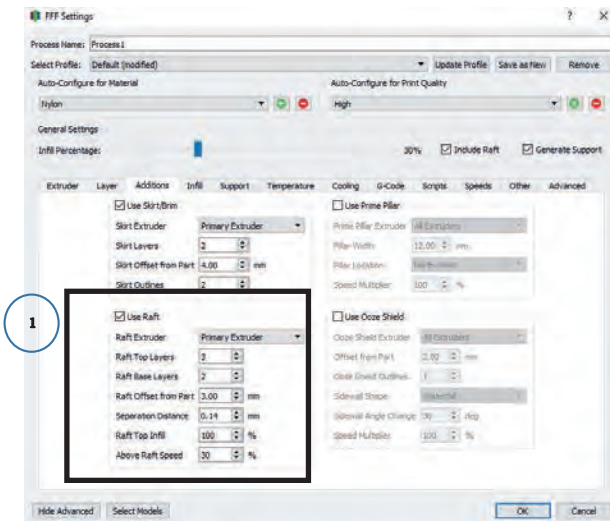 FFF Settings ? X
Process Name: Process1
Select Profile: Default (modified) Update Profile Save as New Remove
Auto-Configure for Material Auto-Configure for Print Quality
Nylon High
General Settings
Infill Percentage: 30% Include Raft Generate Support
Extruder Layer Additions Infill Support Temperature Cooling G-Code Scripts Speeds Other Advanced
Use Skirt/Brim
Skirt Extruder Primary Extruder
Skirt Layers 2
Skirt Offset from Part 4.00 mm
Skirt Outlines 2
1
Use Raft
Raft Extruder Primary Extruder
Raft Top Layers 3
Raft Base Layers 2
Raft Offset from Part 3.00 mm
Separation Distance 0.14 mm
Raft Top Infill 100 %
Above Raft Speed 30 %
Use Prime Pillar
Prime Pillar Extruder All Extruders
Pillar Width 12.00 mm
Pillar Location
Speed Multiplier 100 %
Use Ooze Shield
Ooze Shield Extruder All Extruders
Offset from Part 2.00 mm
Ooze Shield Outlines 1
Sidewall Shape
Sidewall Angle Change 30 deg
Speed Multiplier 100 %
Hide Advanced Select Models OK Cancel